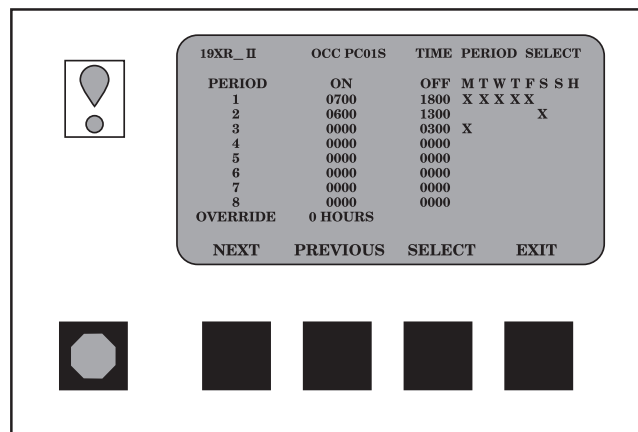 19XR_II OCC PC01S TIME PERIOD SELECT
PERIOD ON OFF M T W T F S S H
1 0700 1800 X X X X X
2 0600 1300 X
3 0000 0300 X
4 0000 0000
5 0000 0000
6 0000 0000
7 0000 0000
8 0000 0000
OVERRIDE 0 HOURS
NEXT PREVIOUS SELECT EXIT